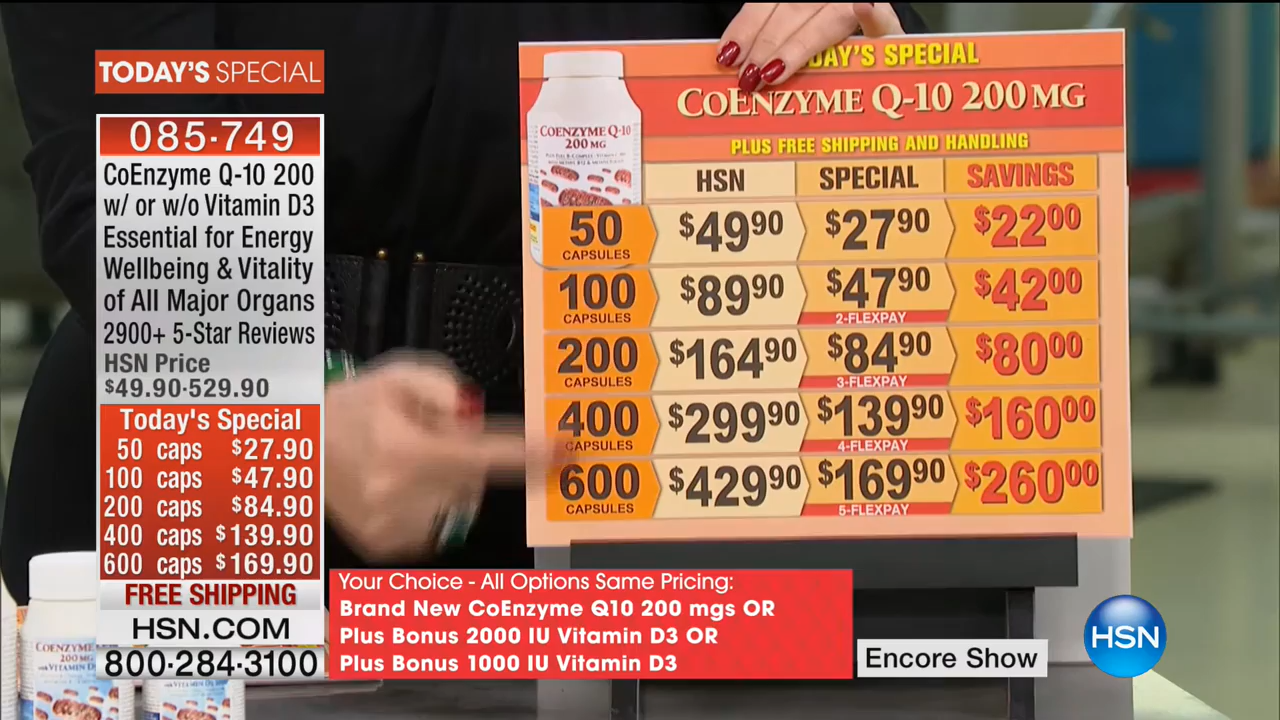 TODAY'S SPECIAL
085·749
CoEnzyme Q-10 200
w/ or w/o Vitamin D3
Essential for Energy
Wellbeing & Vitality
of All Major Organs
2900+ 5-Star Reviews
HSN Price
$49.90-529.90
Today's Special
50 caps $27.90
100 caps $47.90
200 caps $84.90
400 caps $139.90
600 caps $169.90
FREE SHIPPING
HSN.COM
800·284·3100
DAY'S SPECIAL
COENZYME Q-10 200 MG
PLUS FREE SHIPPING AND HANDLING
COENZYME Q-10
200 MG
HSN SPECIAL SAVINGS
50 CAPSULES $49.90 $27.90 $22.00
100 CAPSULES $89.90 $47.90 $42.00
2-FLEXPAY
200 CAPSULES $164.90 $84.90 $80.00
3-FLEXPAY
400 CAPSULES $299.90 $139.90 $160.00
4-FLEXPAY
600 CAPSULES $429.90 $169.90 $260.00
5-FLEXPAY
Your Choice - All Options Same Pricing:
Brand New CoEnzyme Q10 200 mgs OR
Plus Bonus 2000 IU Vitamin D3 OR
Plus Bonus 1000 IU Vitamin D3
Encore Show
HSN
COENZYME
200 MG